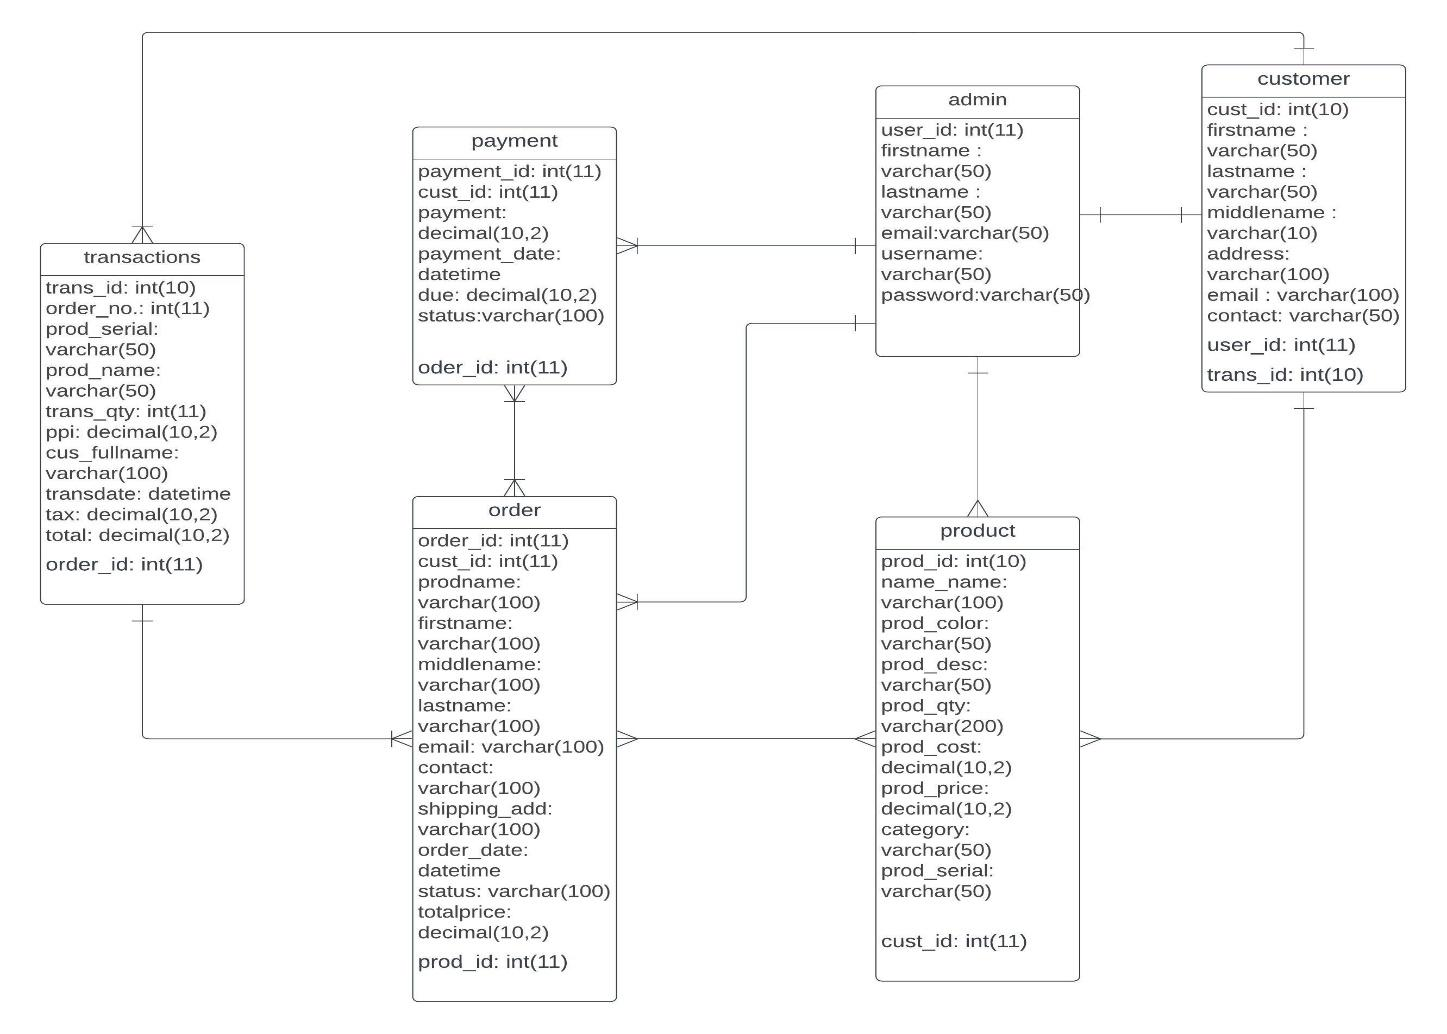 customer
cust_id: int(10)
firstname :
varchar(50)
lastname :
varchar(50)
middlename :
varchar(10)
address:
varchar(100)
email : varchar(100)
contact: varchar(50)
user_id: int(11)
trans_id: int(10)
admin
user_id: int(11)
firstname :
varchar(50)
lastname :
varchar(50)
email:varchar(50)
username:
varchar(50)
password:varchar(50)
payment
payment_id: int(11)
cust_id: int(11)
payment:
decimal(10,2)
payment_date:
datetime
due: decimal(10,2)
status:varchar(100)
oder_id: int(11)
transactions
trans_id: int(10)
order_no.: int(11)
prod_serial:
varchar(50)
prod_name:
varchar(50)
trans_qty: int(11)
ppi: decimal(10,2)
cus_fullname:
varchar(100)
transdate: datetime
tax: decimal(10,2)
total: decimal(10,2)
order_id: int(11)
order
order_id: int(11)
cust_id: int(11)
prodname:
varchar(100)
firstname:
varchar(100)
middlename:
varchar(100)
lastname:
varchar(100)
email: varchar(100)
contact:
varchar(100)
shipping_add:
varchar(100)
order_date:
datetime
status: varchar(100)
totalprice:
decimal(10,2)
prod_id: int(11)
product
prod_id: int(10)
name_name:
varchar(100)
prod_color:
varchar(50)
prod_desc:
varchar(50)
prod_qty:
varchar(200)
prod_cost:
decimal(10,2)
prod_price:
decimal(10,2)
category:
varchar(50)
prod_serial:
varchar(50)
cust_id: int(11)